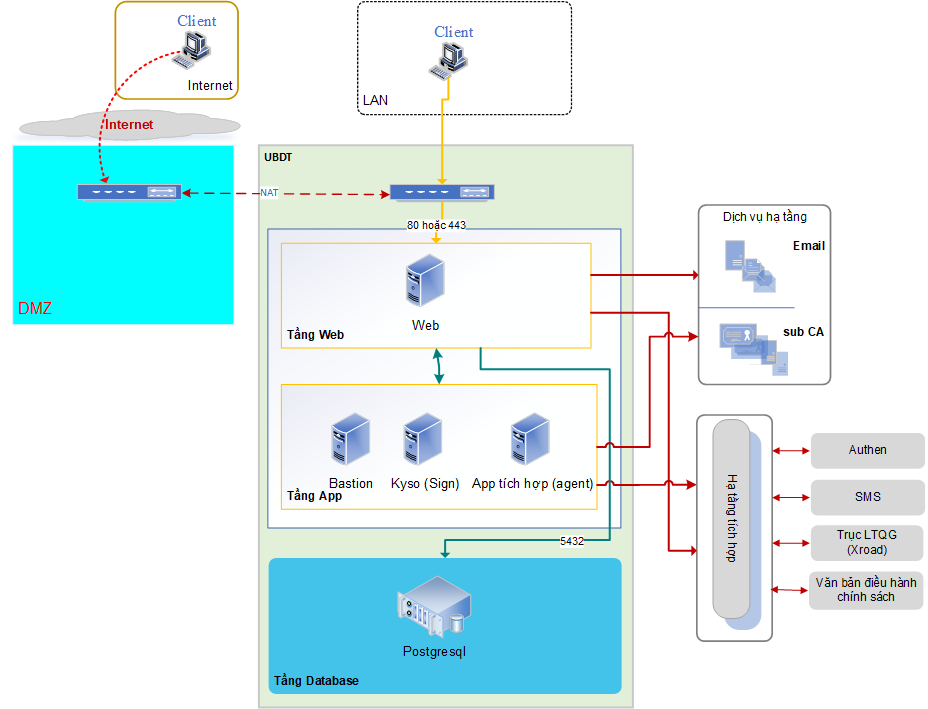 Client
Internet
Client
LAN
Internet
DMZ
UBDT
NAT
80 hoặc 443
Web
Tầng Web
Bastion
Kyso (Sign)
App tích hợp (agent)
Tầng App
5432
Postgresql
Tầng Database
Dịch vụ hạ tầng
Email
sub CA
Hạ tầng tích hợp
Authen
SMS
Trục LTQG
(Xroad)
Văn bản điều hành
chính sách